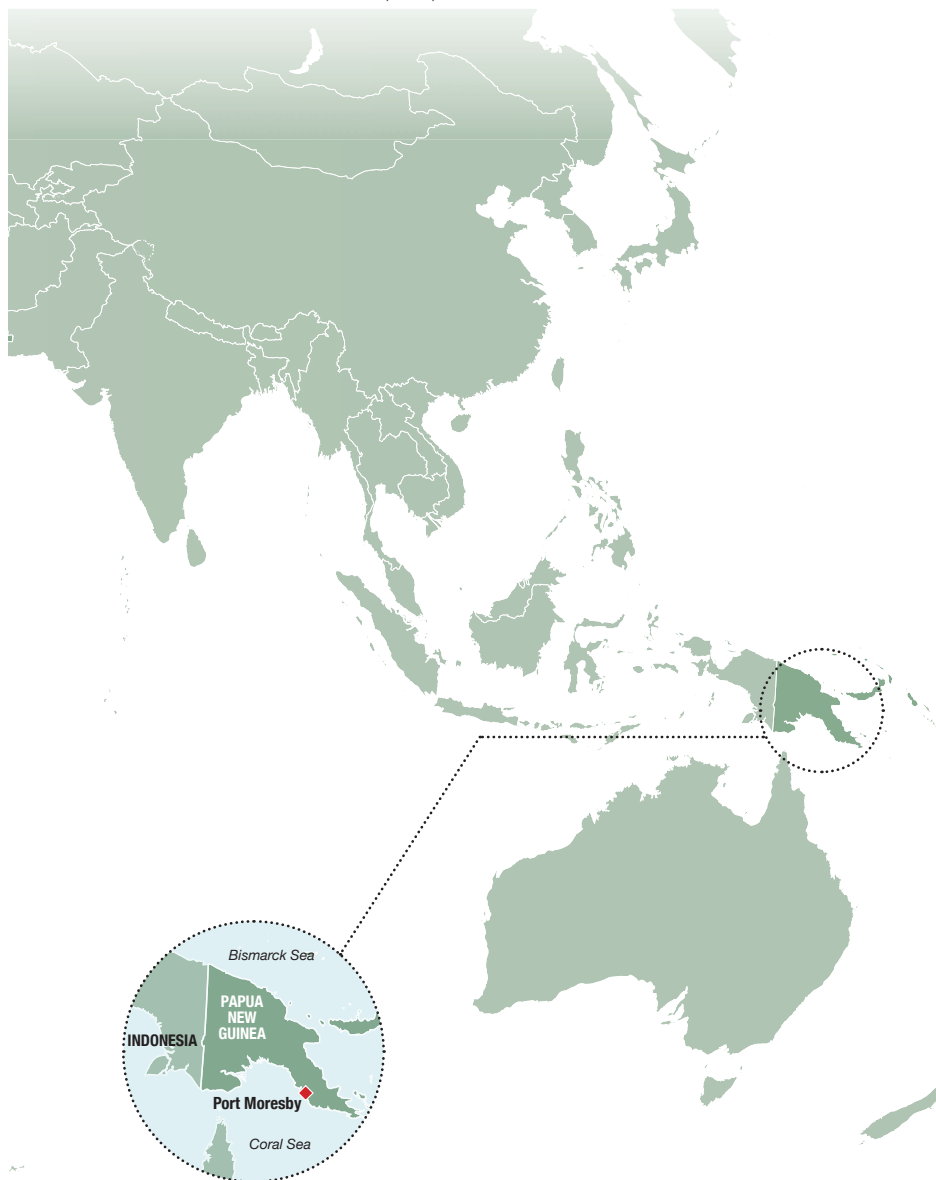 Bismarck Sea
PAPUA
NEW
GUINEA
INDONESIA
Port Moresby
Coral Sea